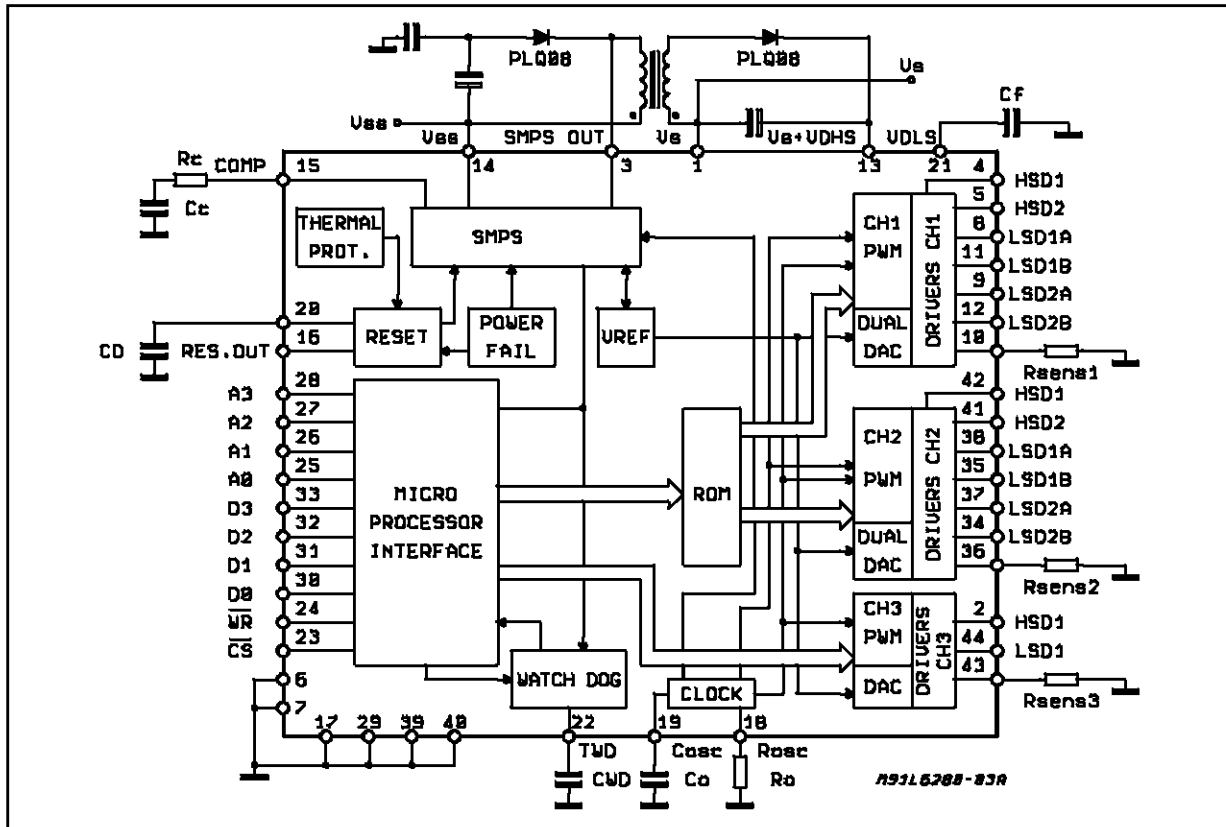 PLQ08
PLQ08
Vs
Cf
Vss
Vss
SMPS OUT
Vs
Vs+VDHS
VDLS
Rc
COMP
15
14
3
1
13
21
4
HSD1
Cc
5
HSD2
THERMAL
PROT.
SMPS
CH1
PWM
DRIVERS CH1
8
LSD1A
11
LSD1B
9
LSD2A
20
RESET
POWER
FAIL
VREF
DUAL
DAC
12
LSD2B
CD
RES.OUT
16
10
Rsens1
A3
28
42
HSD1
A2
27
41
HSD2
A1
26
CH2
PWM
DRIVERS CH2
38
LSD1A
A0
25
35
LSD1B
D3
33
MICRO
PROCESSOR
INTERFACE
ROM
37
LSD2A
D2
32
DUAL
DAC
34
LSD2B
D1
31
36
Rsens2
D0
30
CH3
PWM
DRIVERS
CH3
2
HSD1
WR
24
44
LSD1
CS
23
43
Rsens3
6
WATCH DOG
CLOCK
DAC
7
17
29
39
40
22
19
18
TWD
Cosc
Rosc
CWD
Co
Ro
M91L6280-03A